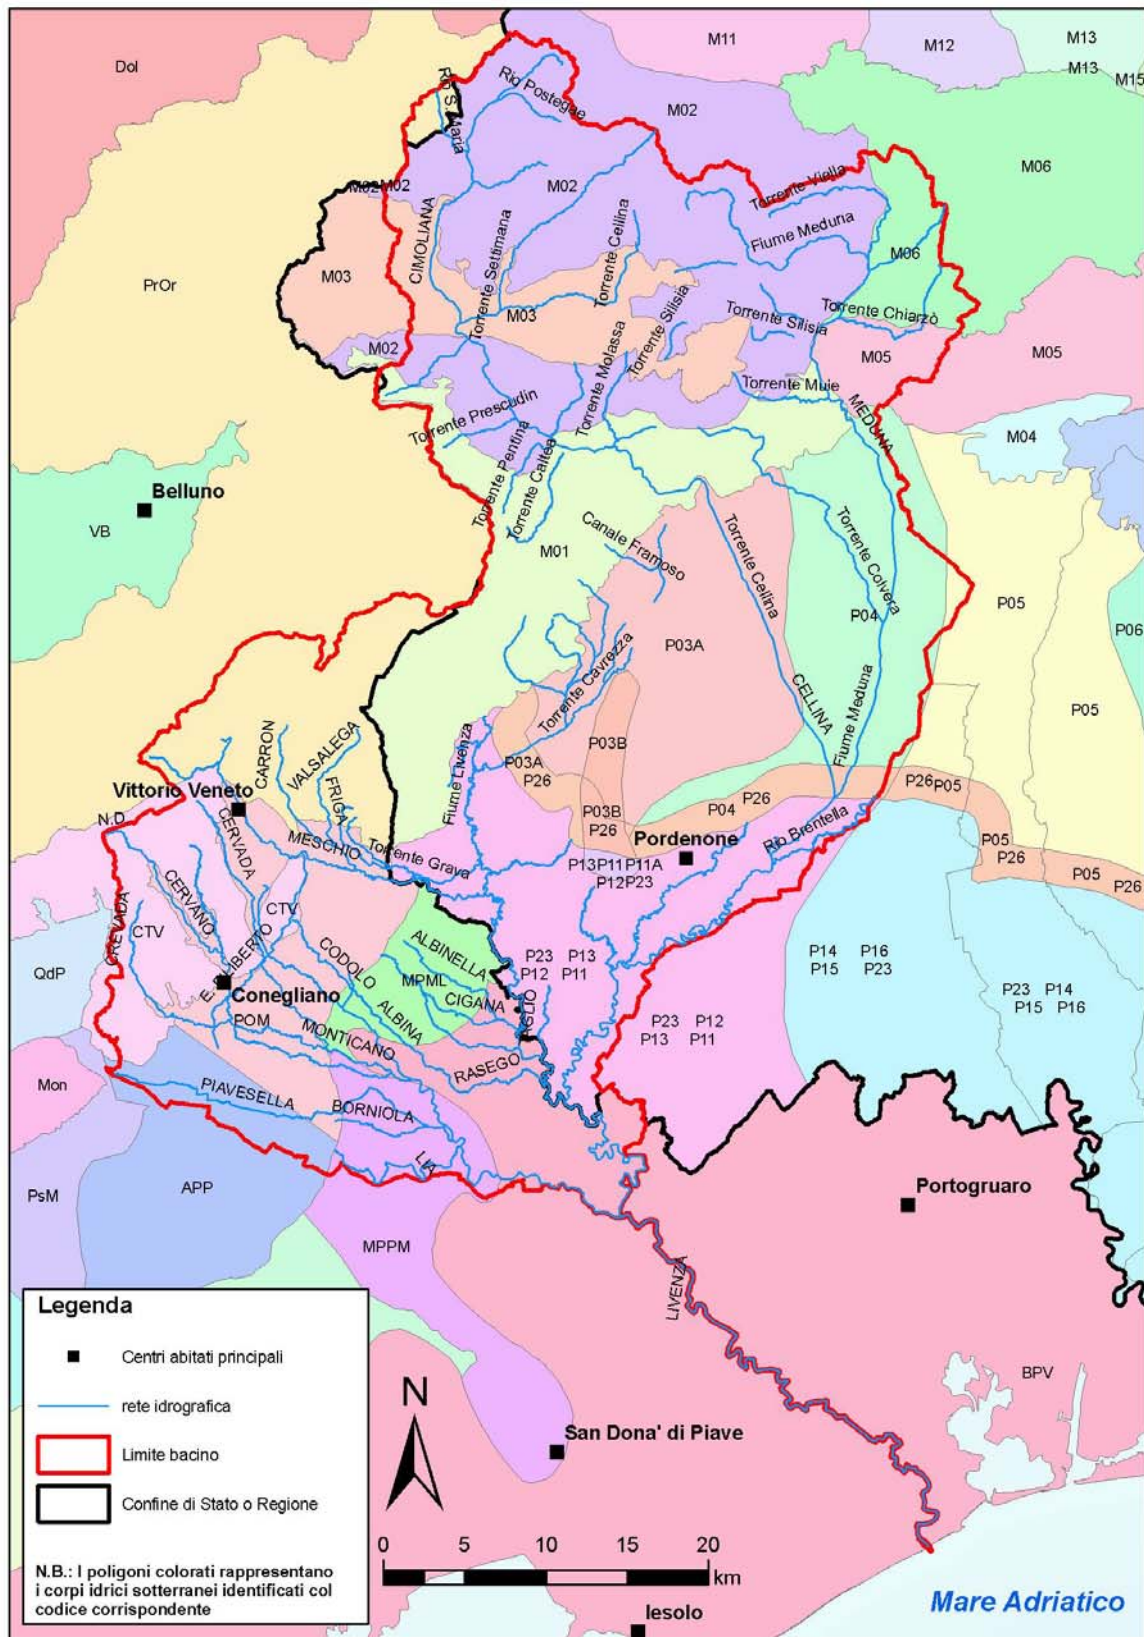 M11
M12
M13
M13
M15
Dol
Rio S. Maria
Rio Postegae
M02
M06
M02
M02
M02
Torrente Viella
CIMOLIANA
Torrente Settimana
Torrente Cellina
Fiume Meduna
M06
M03
PrOr
M03
Torrente Silisia
Torrente Silisia
Torrente Chiarzò
M02
M05
M05
Torrente Molassa
Torrente Muie
Torrente Prescudin
MEDUNA
M04
Torrente Pentina
Torrente Caltea
Belluno
VB
M01
Canale Framoso
Torrente Cellina
Torrente Colvera
P05
P04
P06
P03A
Torrente Cavrezza
CELLINA
Fiume Meduna
P05
CARRON
VALSALEGA
Fiume Livenza
P03B
P03A
P26
Vittorio Veneto
FRIGA
P26
P05
P04
P26
P03B
P26
N.D.
CERVADA
MESCHIO
Torrente Grava
Pordenone
Rio Brentella
P05
P26
P05
P26
P13
P11
P11A
P12
P23
CREVADA
CERVANO
CTV
CTV
E. S. LIBERTO
CODOLO
ALBINELLA
MPML
P23
P13
P12
P11
P14
P16
P15
P23
QdP
Conegliano
CIGANA
AGLIO
P23
P14
P15
P16
POM
MONTICANO
ALBINA
P23
P12
P13
P11
RASEGO
Mon
PIAVESELLA
BORNIOLA
LIA
PsM
APP
Portogruaro
MPPM
LIVENZA
Legenda
Centri abitati principali
rete idrografica
Limite bacino
Confine di Stato o Regione
N.B.: I poligoni colorati rappresentano
i corpi idrici sotterranei identificati col
codice corrispondente
N
BPV
San Dona' di Piave
0 5 10 15 20
km
Iesolo
Mare Adriatico